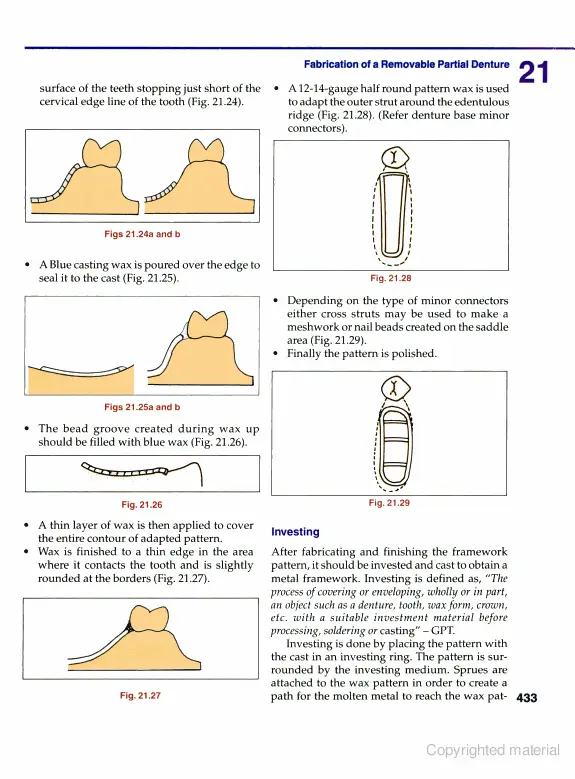 Fabrication of a Removable Partial Denture
21
surface of the teeth stopping just short of the
cervical edge line of the tooth (Fig. 21.24).
Figs 21.24a and b
• A Blue casting wax is poured over the edge to
seal it to the cast (Fig. 21.25).
Figs 21.25a and b
• The bead groove created during wax up
should be filled with blue wax (Fig. 21.26).
Fig. 21.26
• A thin layer of wax is then applied to cover
the entire contour of adapted pattern.
• Wax is finished to a thin edge in the area
where it contacts the tooth and is slightly
rounded at the borders (Fig. 21.27).
Fig. 21.27
• A 12-14-gauge half round pattern wax is used
to adapt the outer strut around the edentulous
ridge (Fig. 21.28). (Refer denture base minor
connectors).
Fig. 21.28
• Depending on the type of minor connectors
either cross struts may be used to make a
meshwork or nail beads created on the saddle
area (Fig. 21.29).
• Finally the pattern is polished.
Fig. 21.29
Investing
After fabricating and finishing the framework
pattern, it should be invested and cast to obtain a
metal framework. Investing is defined as, "The
process of covering or enveloping, wholly or in part,
an object such as a denture, tooth, wax form, crown,
etc. with a suitable investment material before
processing, soldering or casting" – GPT.
Investing is done by placing the pattern with
the cast in an investing ring. The pattern is sur-
rounded by the investing medium. Sprues are
attached to the wax pattern in order to create a
path for the molten metal to reach the wax pat-
433
Copyrighted material